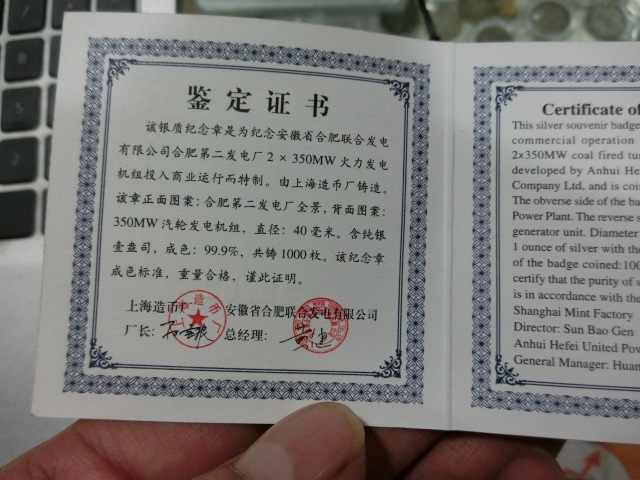 鉴定证书
该银质纪念章是为纪念安徽省合肥联合发电
有限公司合肥第二发电厂2×350MW火力发电
机组投入商业运行而特制。由上海造币厂铸造。
该章正面图案:合肥第二发电厂全景,背面图案:
350MW汽轮发电机组,直径:40毫米。含纯银
壹盎司,成色:99.9%,共铸1000枚。该纪念章
成色标准,重量合格,谨此证明。
上海造币厂 安徽省合肥联合发电有限公司
厂长: 总经理:
Certificate of
This silver souvenir badge
commercial operation
2x350MW coal fired tu
developed by Anhui He
Company Ltd, and is coin
The obverse side of the ba
Power Plant. The reverse s
generator unit. Diameter
1 ounce of silver with the
of the badge coined:100
certify that the purity of s
is in accordance with the
Shanghai Mint Factory
Director: Sun Bao Gen
Anhui Hefei United Pow
General Manager: Huan